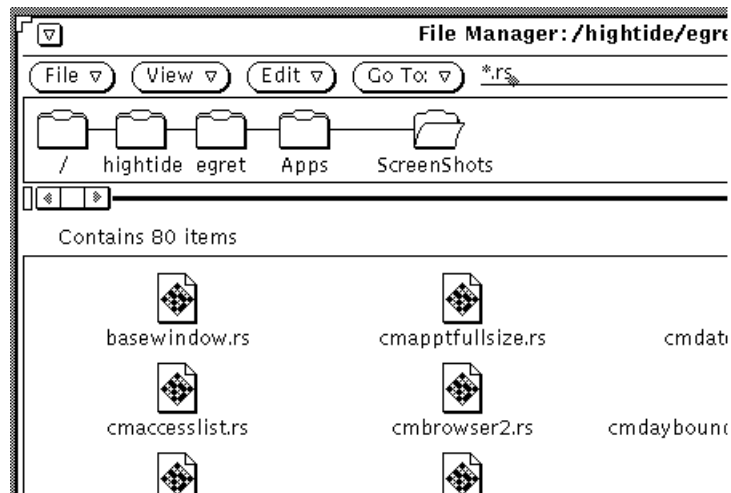 File Manager: /hightide/egre
File View Edit Go To: *.rs
/ hightide egret Apps ScreenShots
Contains 80 items
basewindow.rs cmapptfullsize.rs cmdat
cmaccesslist.rs cmbrowser2.rs cmdayboun